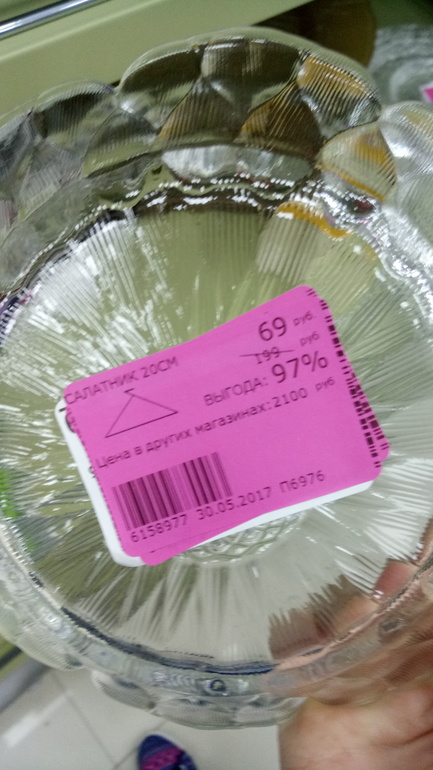 69 руб.
199 руб
САЛАТНИК 20СМ
ВЫГОДА: 97%
Цена в других магазинах: 2100 руб
6158977 30.05.2017 П6976